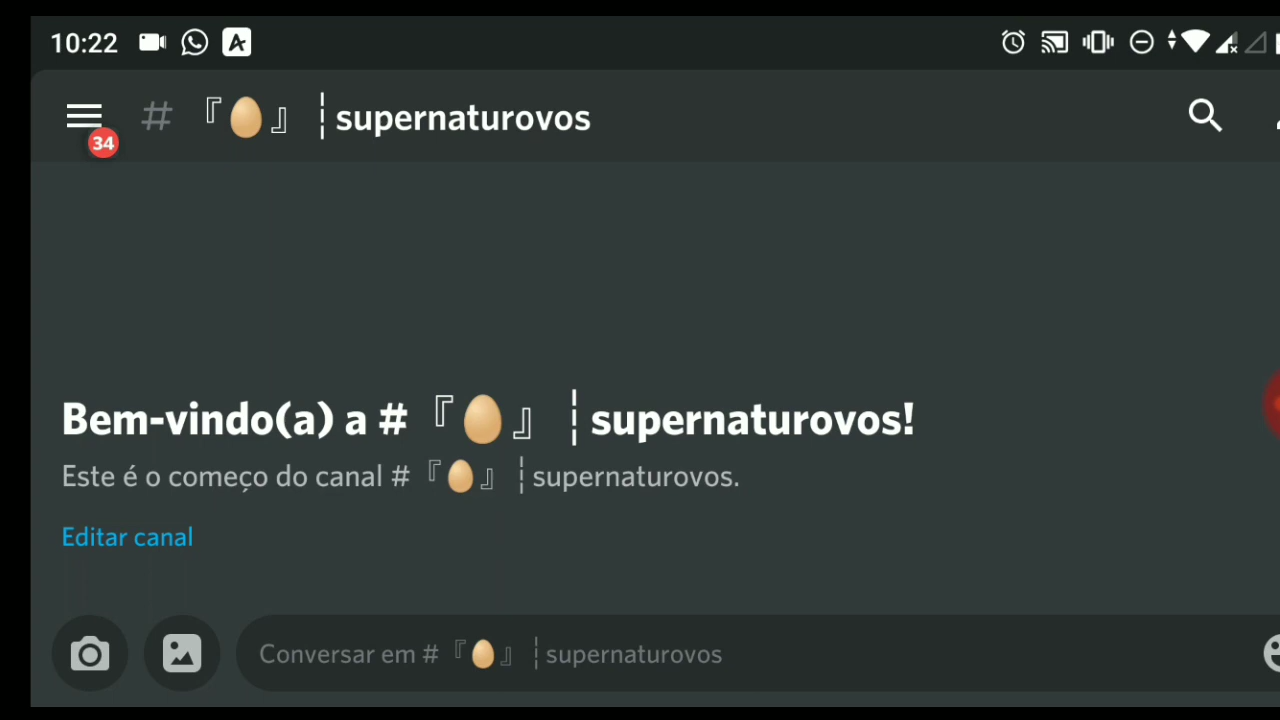 10:22
# 『🥚』┆supernaturovos
34
Bem-vindo(a) a # 『🥚』┆supernaturovos!
Este é o começo do canal # 『🥚』┆supernaturovos.
Editar canal
Conversar em # 『🥚』┆supernaturovos